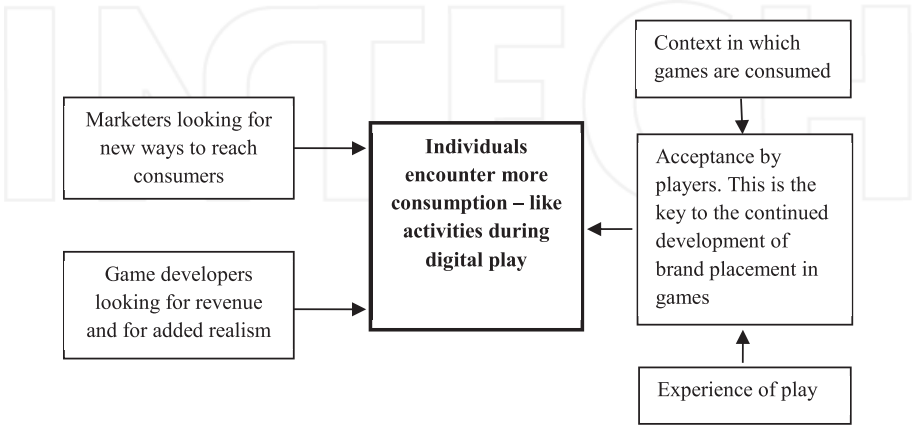 INTECH
Context in which
games are consumed
Marketers looking for
new ways to reach
consumers
Individuals
encounter more
consumption – like
activities during
digital play
Acceptance by
players. This is the
key to the continued
development of
brand placement in
games
Game developers
looking for revenue
and for added realism
Experience of play